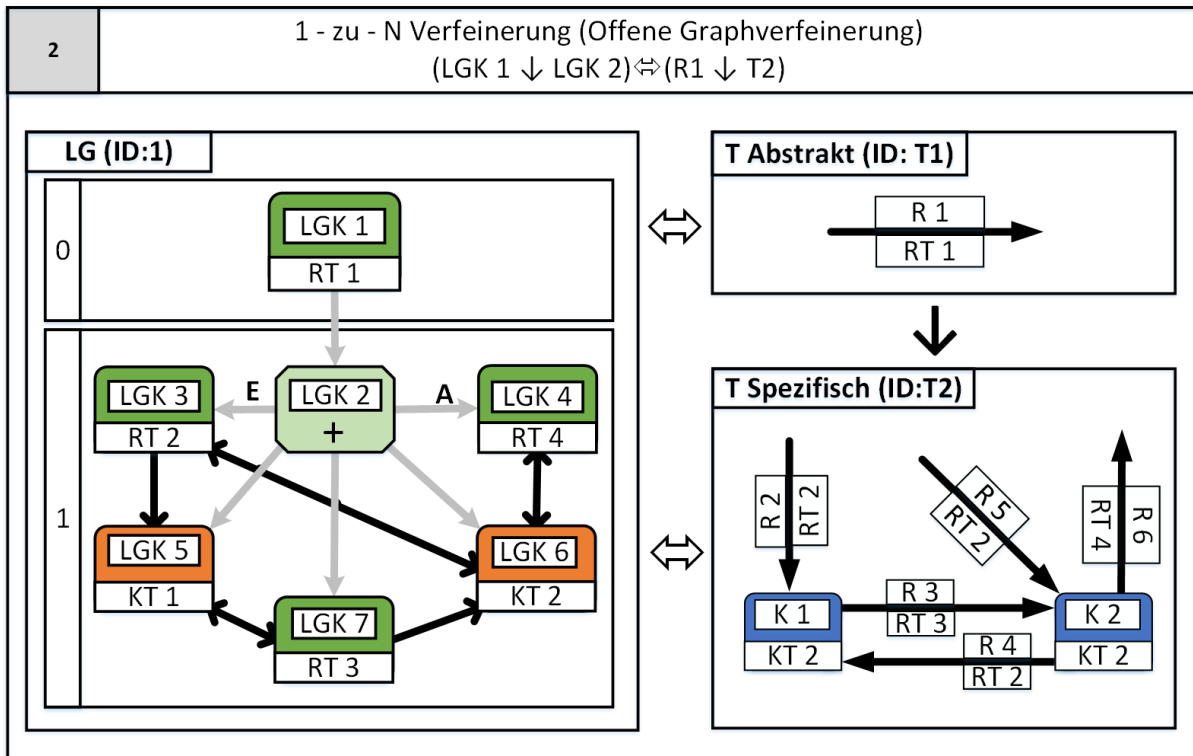 2
1 - zu - N Verfeinerung (Offene Graphverfeinerung)
(LGK 1 ↓ LGK 2)⇔(R1 ↓ T2)
LG (ID:1)
0
LGK 1
RT 1
1
LGK 3
RT 2
E
LGK 2
+
A
LGK 4
RT 4
LGK 5
KT 1
LGK 6
KT 2
LGK 7
RT 3
T Abstrakt (ID: T1)
R 1
RT 1
T Spezifisch (ID:T2)
R 2
RT 2
R 5
RT 2
RT 4
R 6
K 1
KT 2
R 3
RT 3
K 2
KT 2
R 4
RT 2